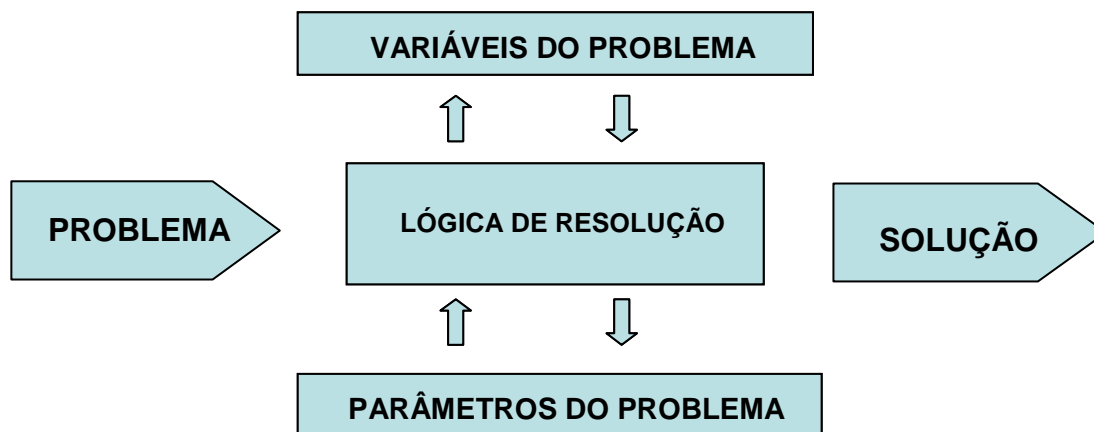 VARIÁVEIS DO PROBLEMA
PROBLEMA
LÓGICA DE RESOLUÇÃO
SOLUÇÃO
PARÂMETROS DO PROBLEMA